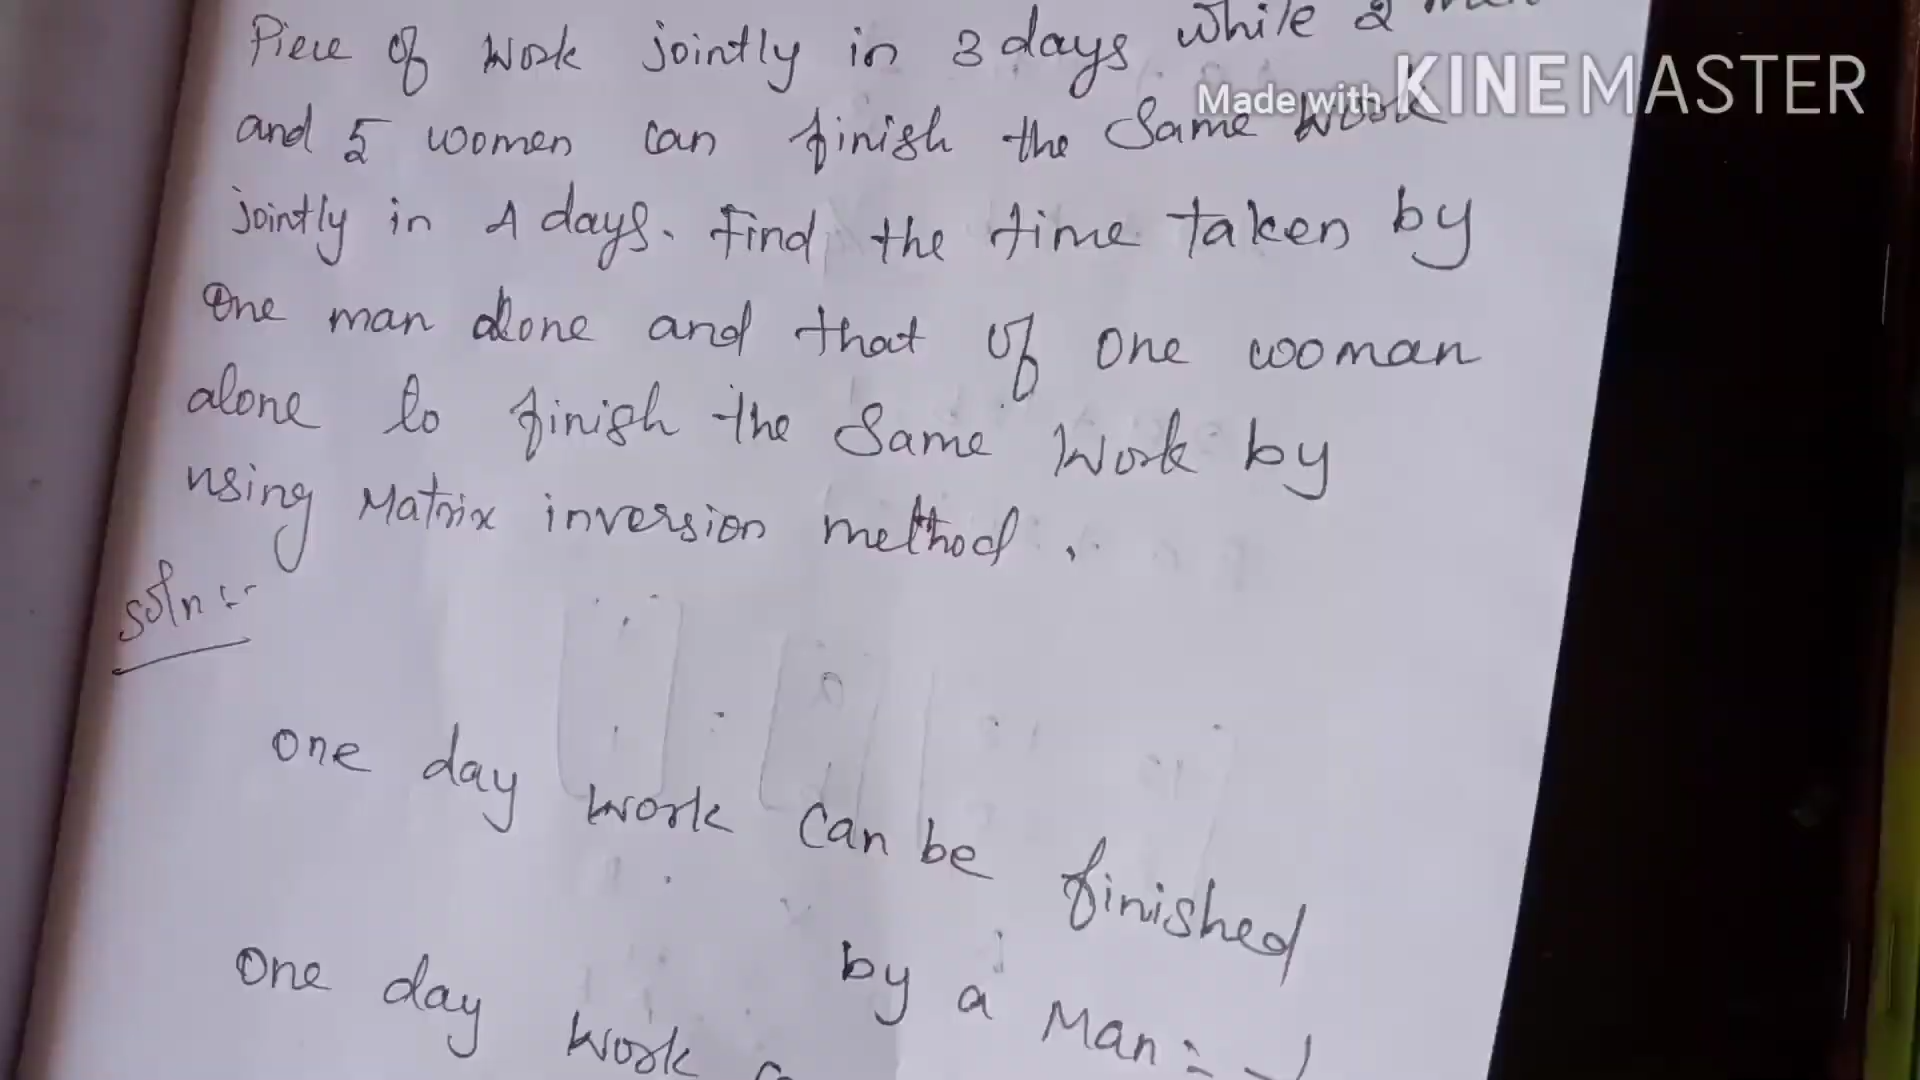 Piece of work jointly in 3 days while 2 men
Made with KINEMASTER
and 5 women can finish the same work
jointly in 4 days. Find the time taken by
one man alone and that of one woman
alone to finish the same work by
using Matrix inversion method.
Soln :-
one day work can be finished
by a Man =
one day work